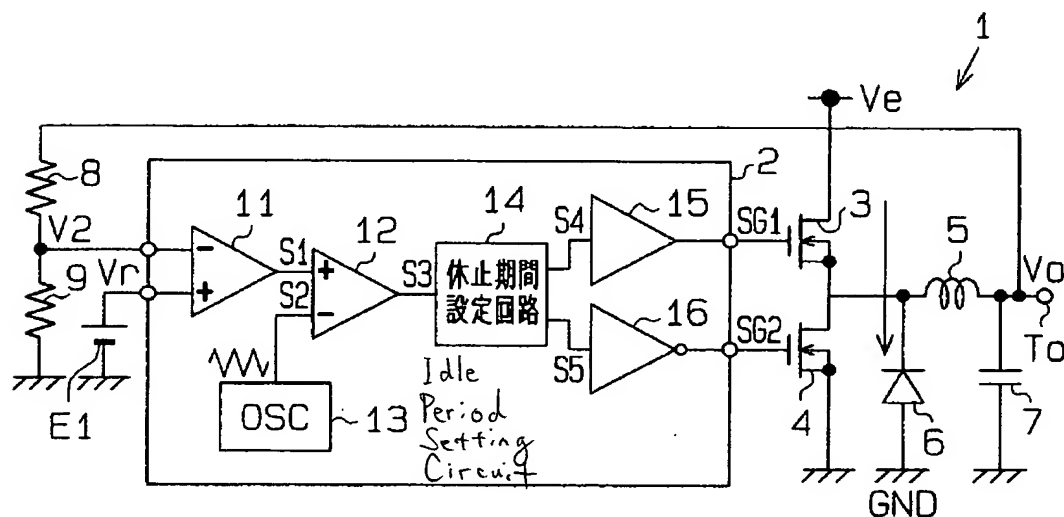 1
Ve
8
2
11
14
15
3
V2
12
S4
SG1
5
Vo
Vr
S1
S3
休止期間
設定回路
9
S2
16
SG2
To
S5
E1
OSC
13
Idle
Period
Setting
Circuit
4
6
7
GND